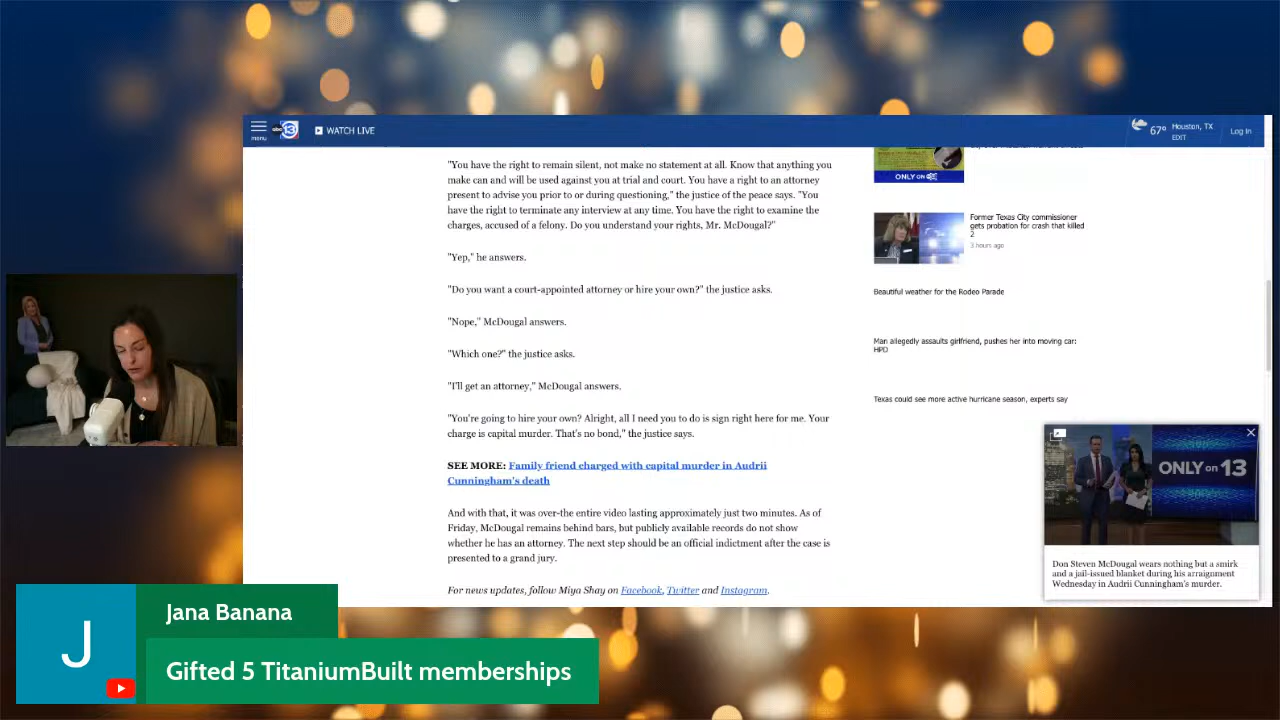 menu
abc 13
WATCH LIVE
67°
Houston, TX
EDIT
Log In
"You have the right to remain silent, not make no statement at all. Know that anything you
make can and will be used against you at trial and court. You have a right to an attorney
present to advise you prior to or during questioning," the justice of the peace says. "You
have the right to terminate any interview at any time. You have the right to examine the
charges, accused of a felony. Do you understand your rights, Mr. McDougal?"
"Yep," he answers.
"Do you want a court-appointed attorney or hire your own?" the justice asks.
"Nope," McDougal answers.
"Which one?" the justice asks.
"I'll get an attorney," McDougal answers.
"You're going to hire your own? Alright, all I need you to do is sign right here for me. Your
charge is capital murder. That's no bond," the justice says.
SEE MORE: Family friend charged with capital murder in Audrii
Cunningham's death
And with that, it was over-the entire video lasting approximately just two minutes. As of
Friday, McDougal remains behind bars, but publicly available records do not show
whether he has an attorney. The next step should be an official indictment after the case is
presented to a grand jury.
For news updates, follow Miya Shay on Facebook, Twitter and Instagram.
ONLY on 13
Former Texas City commissioner
gets probation for crash that killed
2
3 hours ago
Beautiful weather for the Rodeo Parade
Man allegedly assaults girlfriend, pushes her into moving car:
HPD
Texas could see more active hurricane season, experts say
ONLY on 13
Don Steven McDougal wears nothing but a smirk
and a jail-issued blanket during his arraignment
Wednesday in Audrii Cunningham's murder.
J
Jana Banana
Gifted 5 TitaniumBuilt memberships